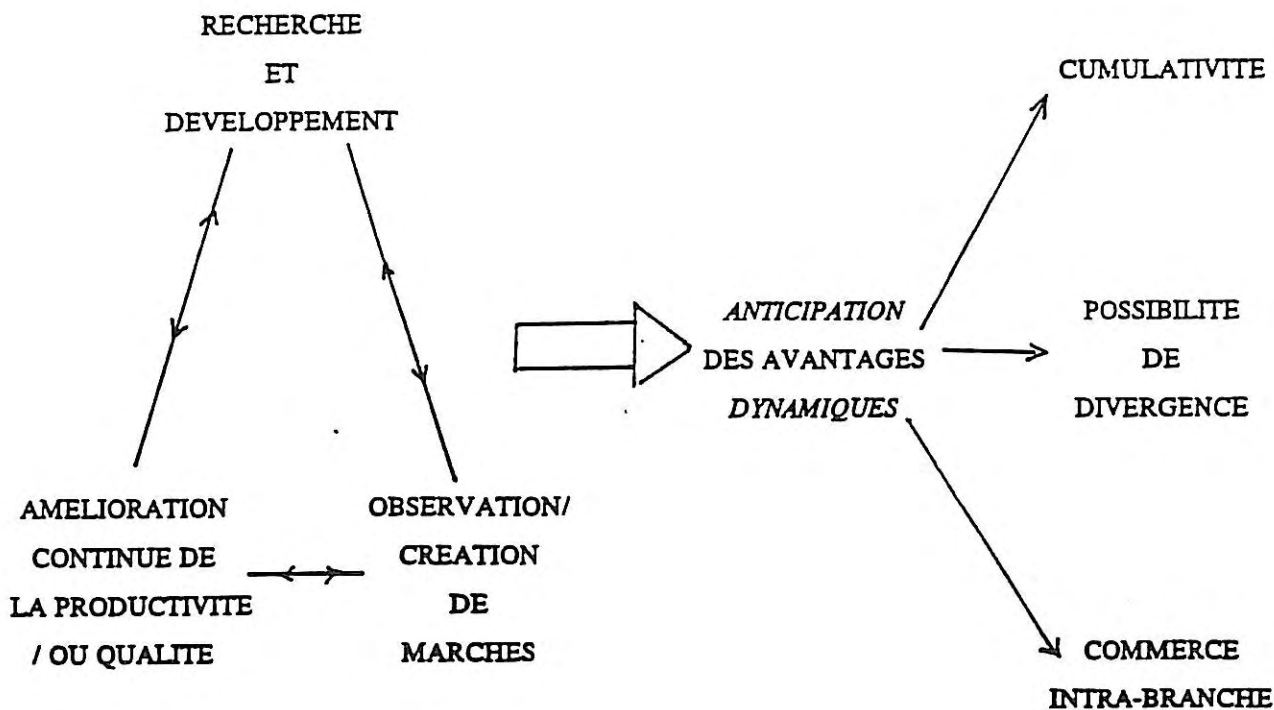 RECHERCHE
ET
DEVELOPPEMENT
AMELIORATION
CONTINUE DE
LA PRODUCTIVITE
/ OU QUALITE
OBSERVATION/
CREATION
DE
MARCHES
ANTICIPATION
DES AVANTAGES
DYNAMIQUES
CUMULATIVITE
POSSIBILITE
DE
DIVERGENCE
COMMERCE
INTRA-BRANCHE